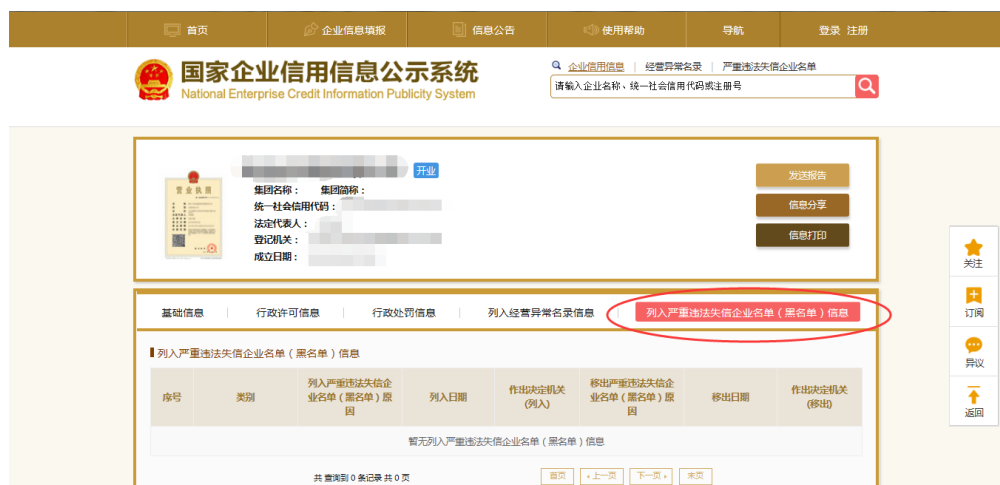 首页 企业信息填报 信息公告 使用帮助 导航 登录 注册
国家企业信用信息公示系统
National Enterprise Credit Information Publicity System
企业信用信息 | 经营异常名录 | 严重违法失信企业名单
请输入企业名称、统一社会信用代码或注册号
开业
营业执照
集团名称： 集团简称：
统一社会信用代码：
法定代表人：
登记机关：
成立日期：
发送报告
信息分享
信息打印
关注
订阅
异议
返回
基础信息 | 行政许可信息 | 行政处罚信息 | 列入经营异常名录信息 | 列入严重违法失信企业名单（黑名单）信息
列入严重违法失信企业名单（黑名单）信息
序号 类别 列入严重违法失信企业名单（黑名单）原因 列入日期 作出决定机关(列入) 移出严重违法失信企业名单（黑名单）原因 移出日期 作出决定机关(移出)
暂无列入严重违法失信企业名单（黑名单）信息
共 查询到 0 条记录 共 0 页 首页 上一页 下一页 末页